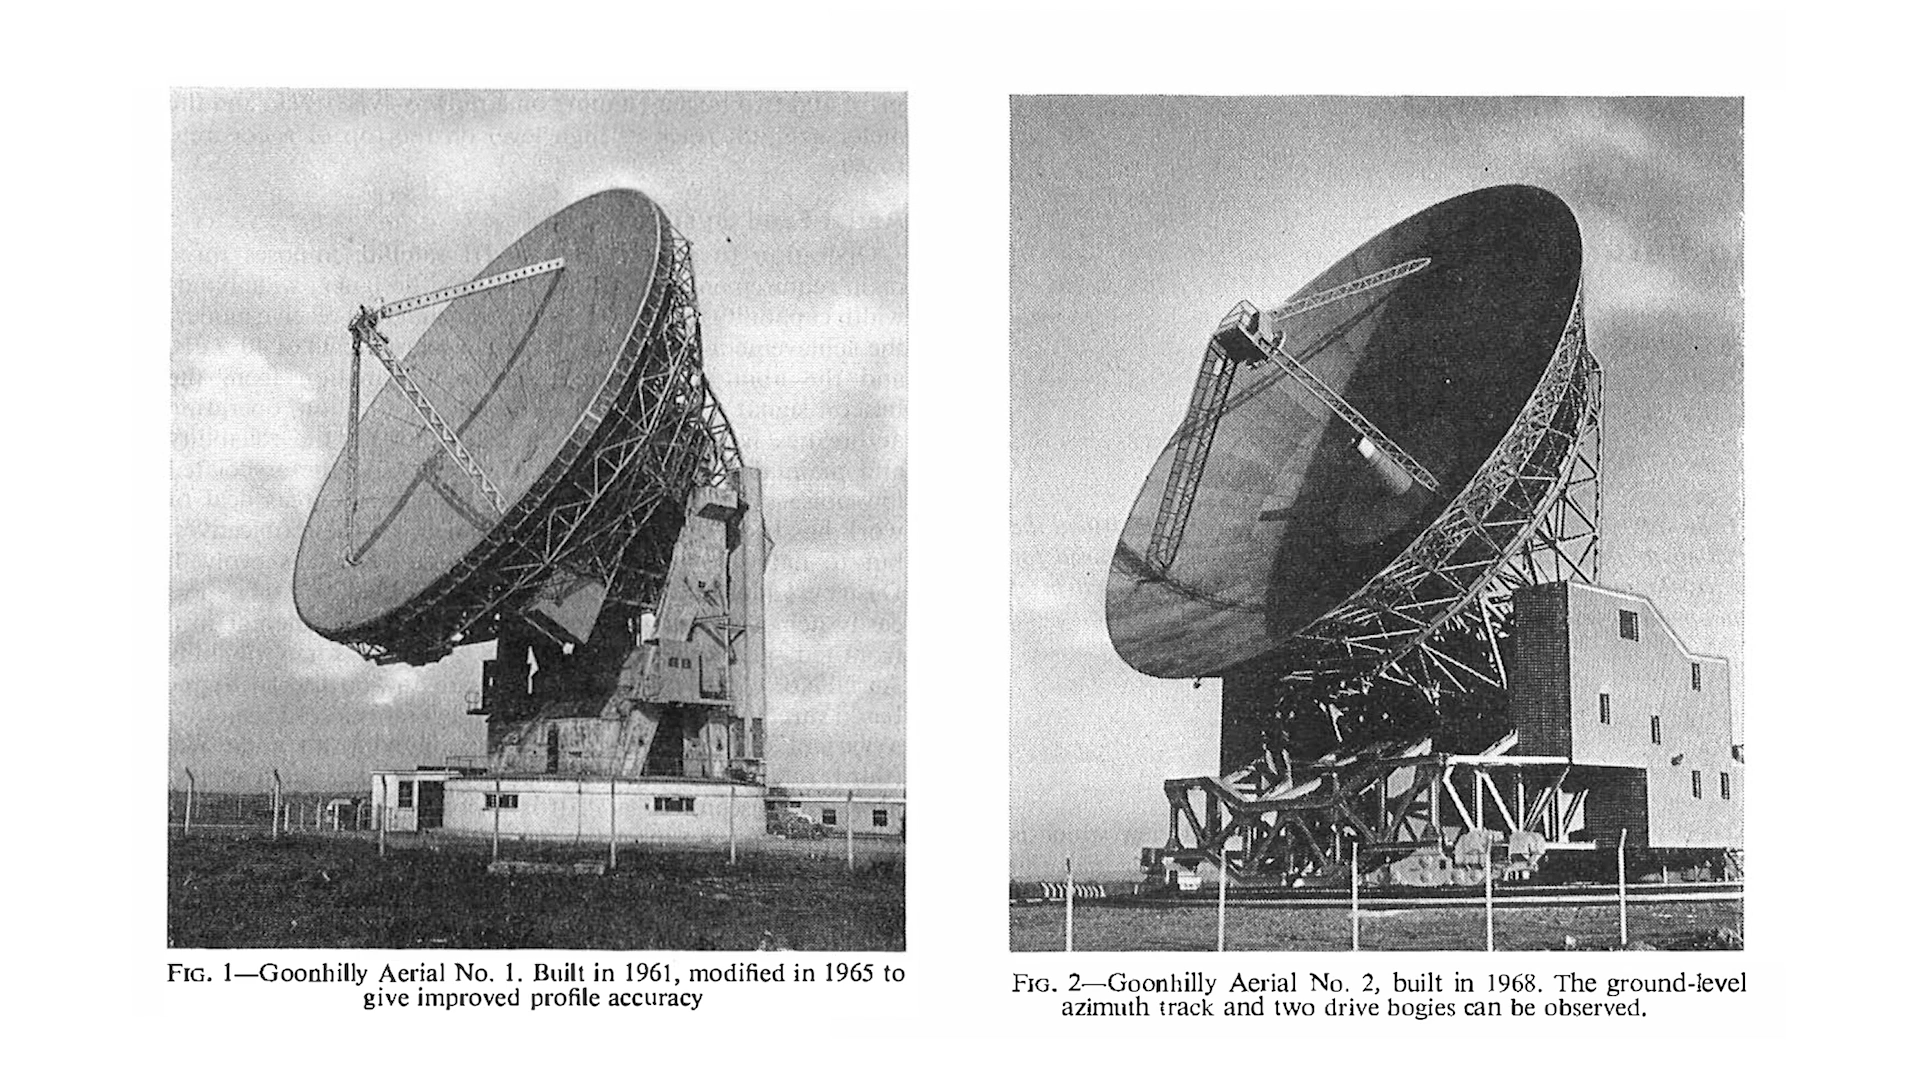 FIG. 1—Goonhilly Aerial No. 1. Built in 1961, modified in 1965 to
give improved profile accuracy
FIG. 2—Goonhilly Aerial No. 2, built in 1968. The ground-level
azimuth track and two drive bogies can be observed.